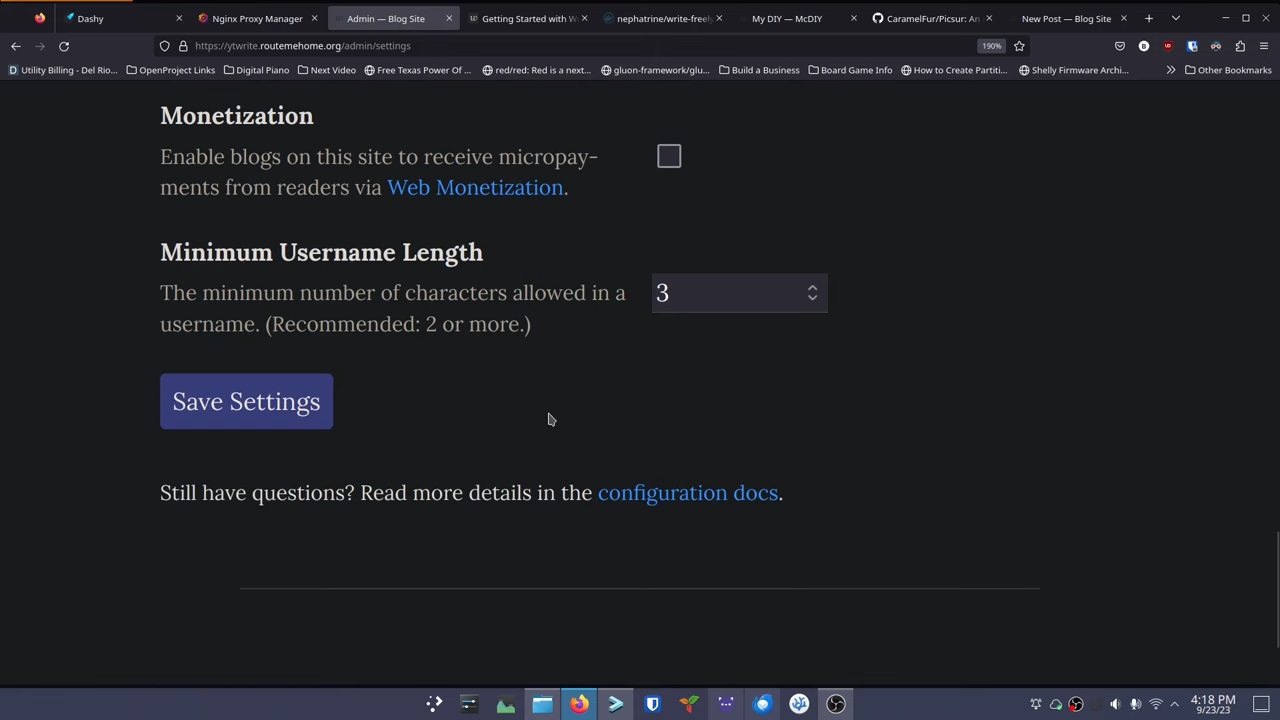 Dashy
Nginx Proxy Manager
Admin — Blog Site
Getting Started with W
nephatrine/write-freely
My DIY — McDIY
CaramelFur/Picsur: An
New Post — Blog Site
https://ytwrite.routemehome.org/admin/settings
190%
Utility Billing - Del Rio...
OpenProject Links
Digital Piano
Next Video
Free Texas Power Of ...
red/red: Red is a next...
gluon-framework/glu...
Build a Business
Board Game Info
How to Create Partiti...
Shelly Firmware Archi...
Other Bookmarks
Monetization
Enable blogs on this site to receive micropay-
ments from readers via Web Monetization.
Minimum Username Length
The minimum number of characters allowed in a
username. (Recommended: 2 or more.)
3
Save Settings
Still have questions? Read more details in the configuration docs.
4:18 PM
9/23/23